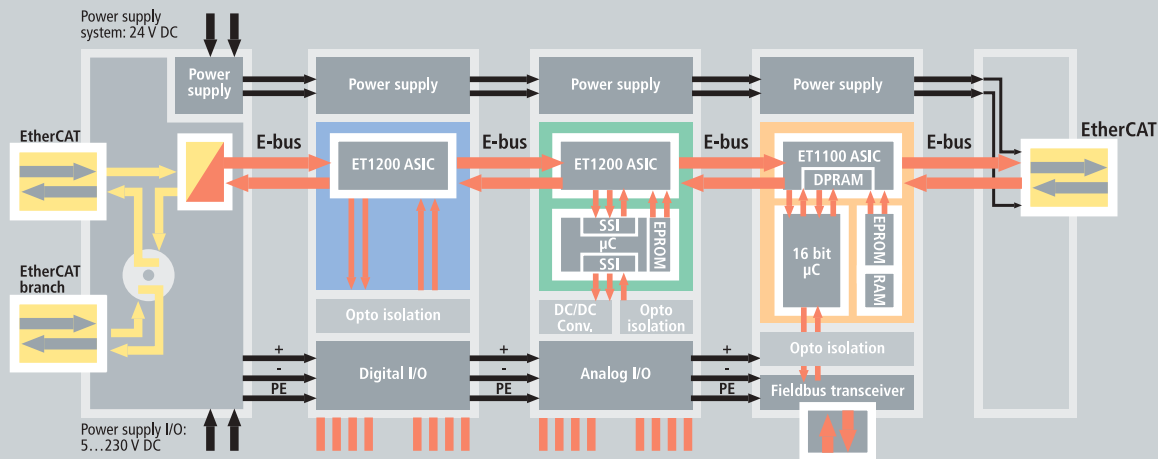 Power supply
system: 24 V DC
Power
supply
Power supply
Power supply
Power supply
EtherCAT
E-bus
E-bus
E-bus
E-bus
EtherCAT
ET1200 ASIC
ET1200 ASIC
ET1100 ASIC
DPRAM
SSI
µC
SSI
EPROM
16 bit
µC
EPROM
RAM
EtherCAT
branch
Opto isolation
DC/DC
Conv,
Opto
isolation
Opto isolation
+
-
PE
Digital I/O
+
-
PE
Analog I/O
+
-
PE
Fieldbus transceiver
Power supply I/O:
5...230 V DC